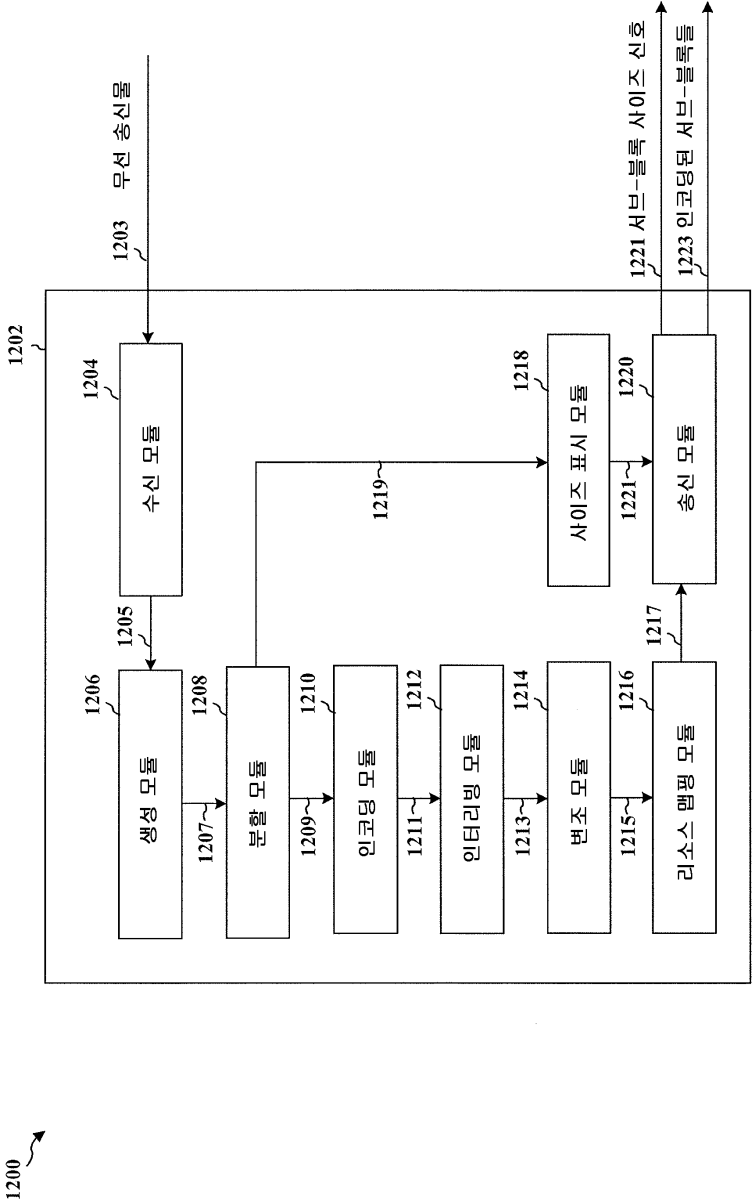 1200
1202
1203 무선 송신물
1204
수신 모듈
1205
1206
생성 모듈
1207
1208
분할 모듈
1209
1210
인코딩 모듈
1211
1212
인터리빙 모듈
1213
1214
변조 모듈
1215
1216
리소스 맵핑 모듈
1217
1218
사이즈 표시 모듈
1219
1221
1220
송신 모듈
1221 서브-블록 사이즈 신호
1223 인코딩된 서브-블록들